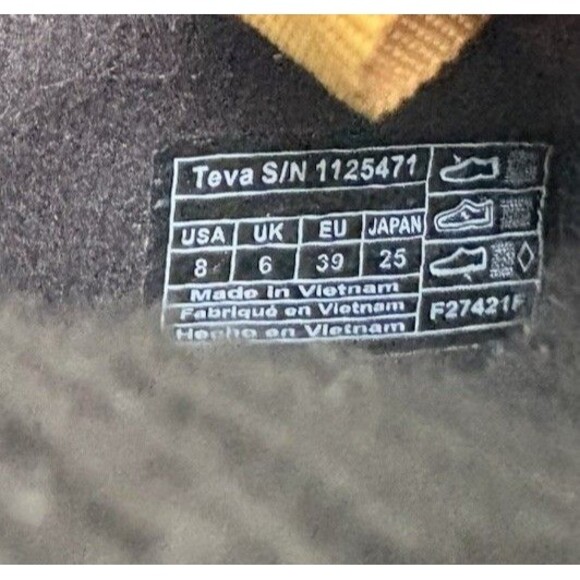 Teva S/N 1125471
USA UK EU JAPAN
8 6 39 25
Made in Vietnam
Fabriqué en Vietnam
Hecho en Vietnam
F27421F